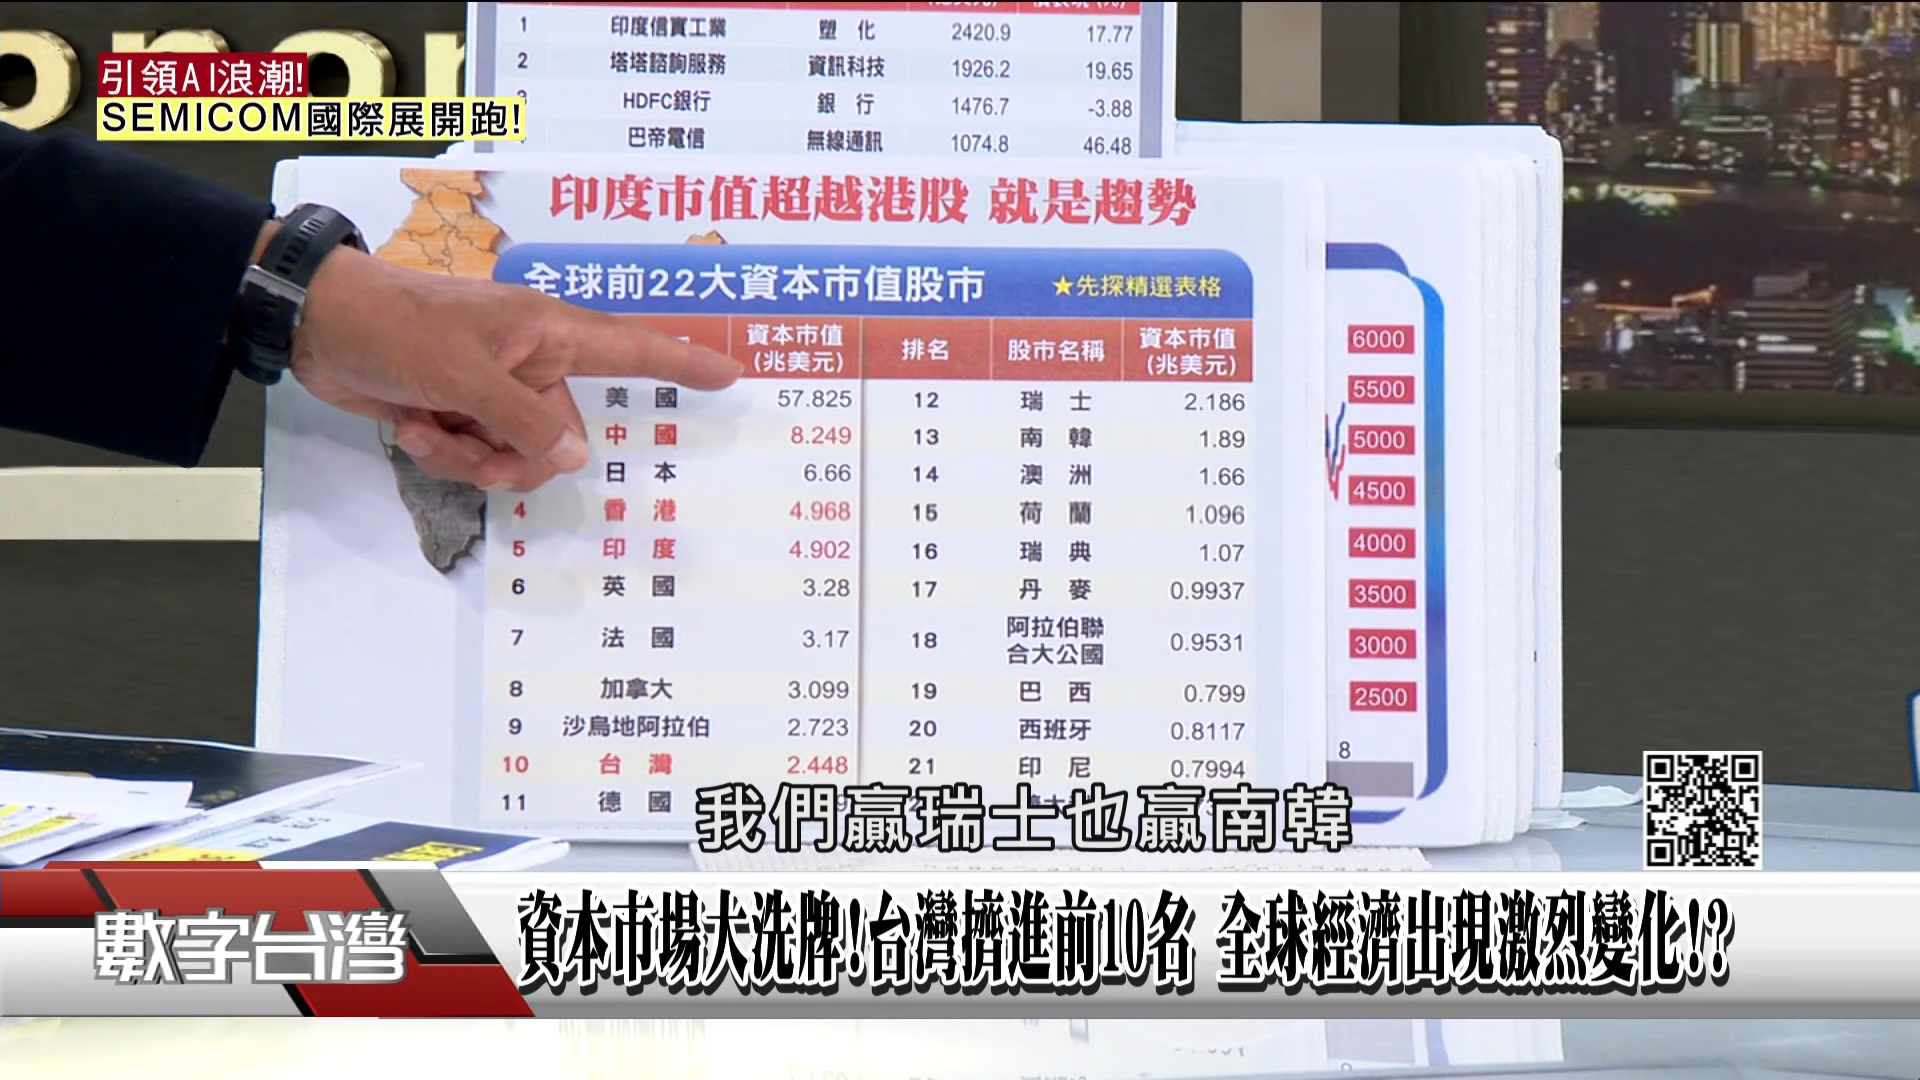 1 印度信實工業 塑 化 2420.9 17.77
2 塔塔諮詢服務 資訊科技 1926.2 19.65
HDFC銀行 銀 行 1476.7 -3.88
巴帝電信 無線通訊 1074.8 46.48
引領AI浪潮!
SEMICOM國際展開跑!
印度市值超越港股 就是趨勢
全球前22大資本市值股市 ★先探精選表格
資本市值 排名 股市名稱 資本市值
(兆美元) (兆美元)
美 國 57.825 12 瑞 士 2.186
中 國 8.249 13 南 韓 1.89
日 本 6.66 14 澳 洲 1.66
4 香 港 4.968 15 荷 蘭 1.096
5 印 度 4.902 16 瑞 典 1.07
6 英 國 3.28 17 丹 麥 0.9937
7 法 國 3.17 18 阿拉伯聯合大公國 0.9531
8 加拿大 3.099 19 巴 西 0.799
9 沙烏地阿拉伯 2.723 20 西班牙 0.8117
10 台 灣 2.448 21 印 尼 0.7994
11 德 國
6000
5500
5000
4500
4000
3500
3000
2500
8
我們贏瑞士也贏南韓
數字台灣
資本市場大洗牌!台灣擠進前10名 全球經濟出現激烈變化!?